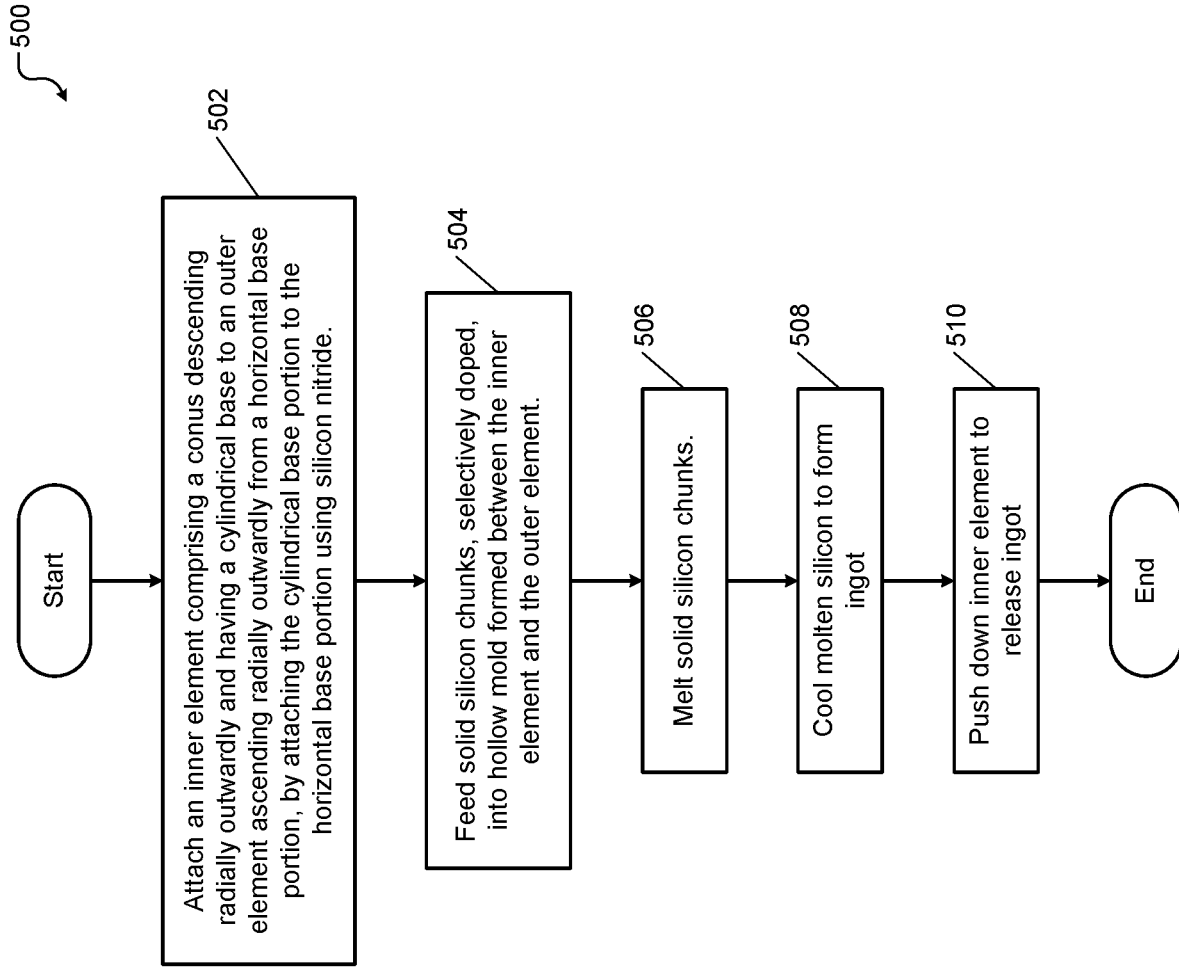 500
Start
502
Attach an inner element comprising a conus descending
radially outwardly and having a cylindrical base to an outer
element ascending radially outwardly from a horizontal base
portion, by attaching the cylindrical base portion to the
horizontal base portion using silicon nitride.
504
Feed solid silicon chunks, selectively doped,
into hollow mold formed between the inner
element and the outer element.
506
Melt solid silicon chunks.
508
Cool molten silicon to form
ingot
510
Push down inner element to
release ingot
End